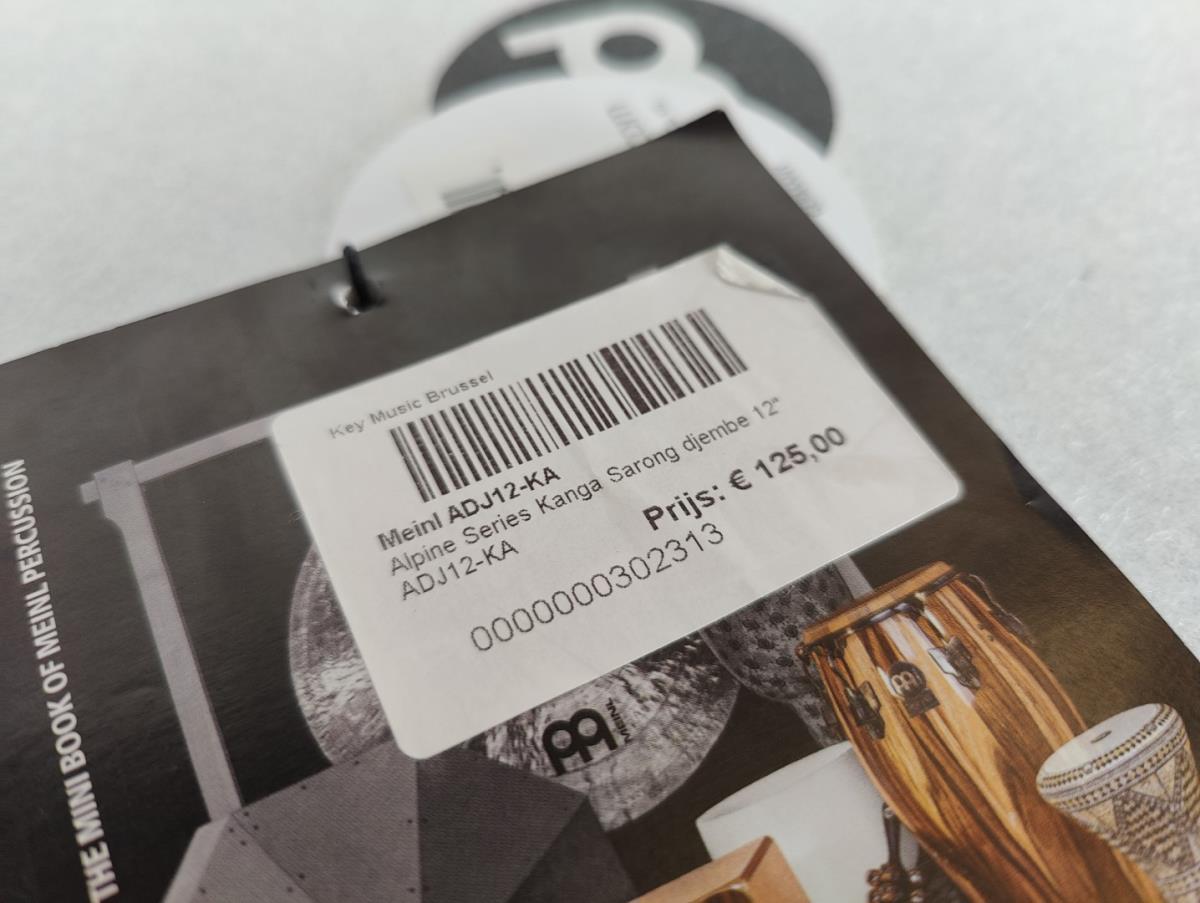 Key Music Brussel
Meinl ADJ12-KA
Alpine Series Kanga Sarong djembe 12"
ADJ12-KA
Prijs: € 125,00
0000000302313
THE MINI BOOK OF MEINL PERCUSSION
MEINL